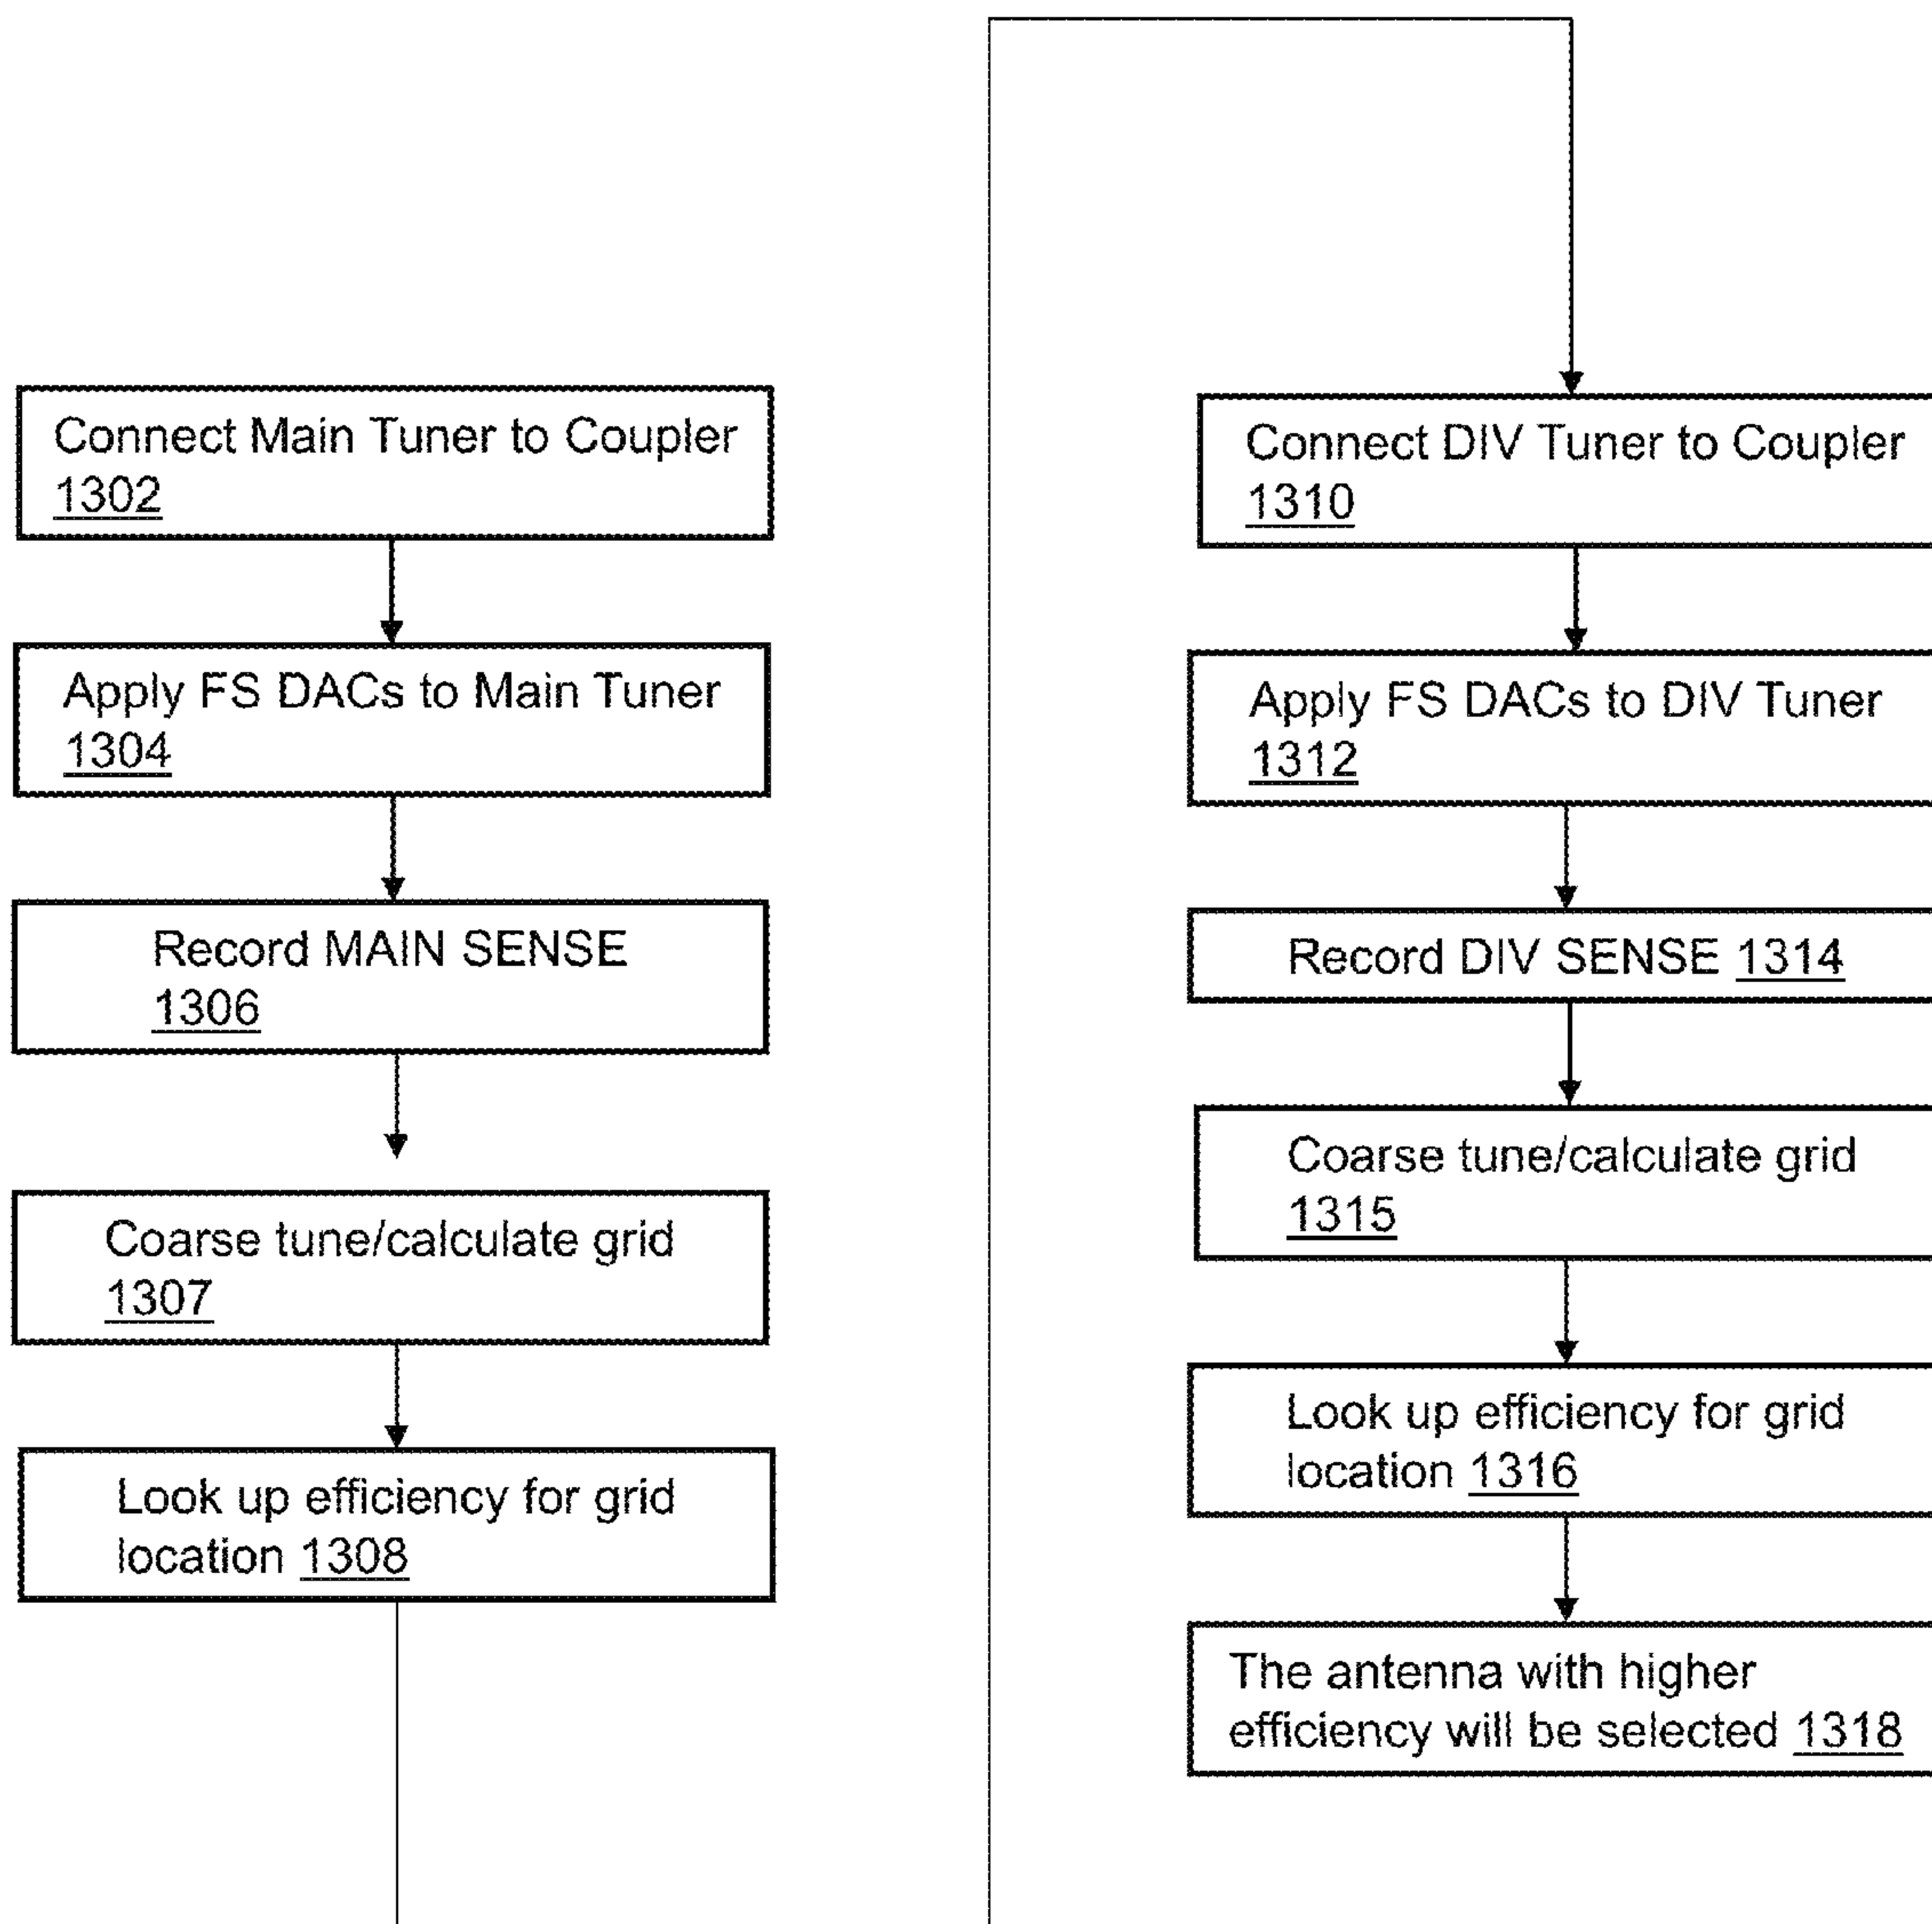 Connect Main Tuner to Coupler
1302
Apply FS DACs to Main Tuner
1304
Record MAIN SENSE
1306
Coarse tune/calculate grid
1307
Look up efficiency for grid
location 1308
Connect DIV Tuner to Coupler
1310
Apply FS DACs to DIV Tuner
1312
Record DIV SENSE 1314
Coarse tune/calculate grid
1315
Look up efficiency for grid
location 1316
The antenna with higher
efficiency will be selected 1318